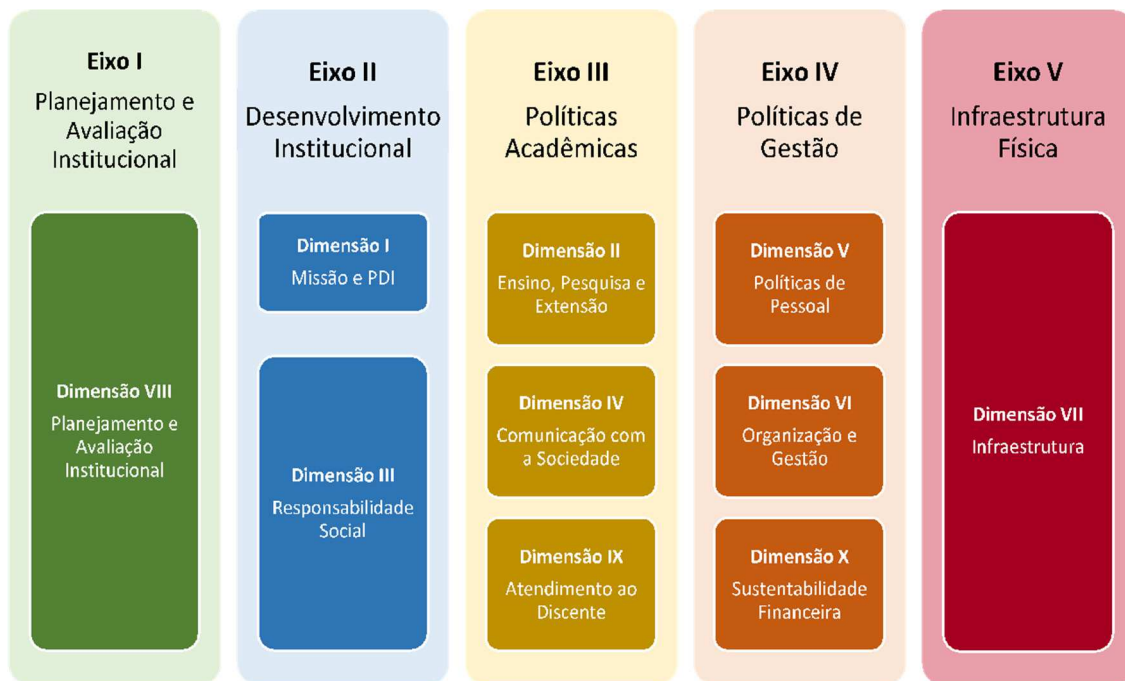 Eixo I
Planejamento e
Avaliação
Institucional
Dimensão VIII
Planejamento e
Avaliação
Institucional
Eixo II
Desenvolvimento
Institucional
Dimensão I
Missão e PDI
Dimensão III
Responsabilidade
Social
Eixo III
Políticas
Acadêmicas
Dimensão II
Ensino, Pesquisa e
Extensão
Dimensão IV
Comunicação com
a Sociedade
Dimensão IX
Atendimento ao
Discente
Eixo IV
Políticas de
Gestão
Dimensão V
Políticas de
Pessoal
Dimensão VI
Organização e
Gestão
Dimensão X
Sustentabilidade
Financeira
Eixo V
Infraestrutura
Física
Dimensão VII
Infraestrutura